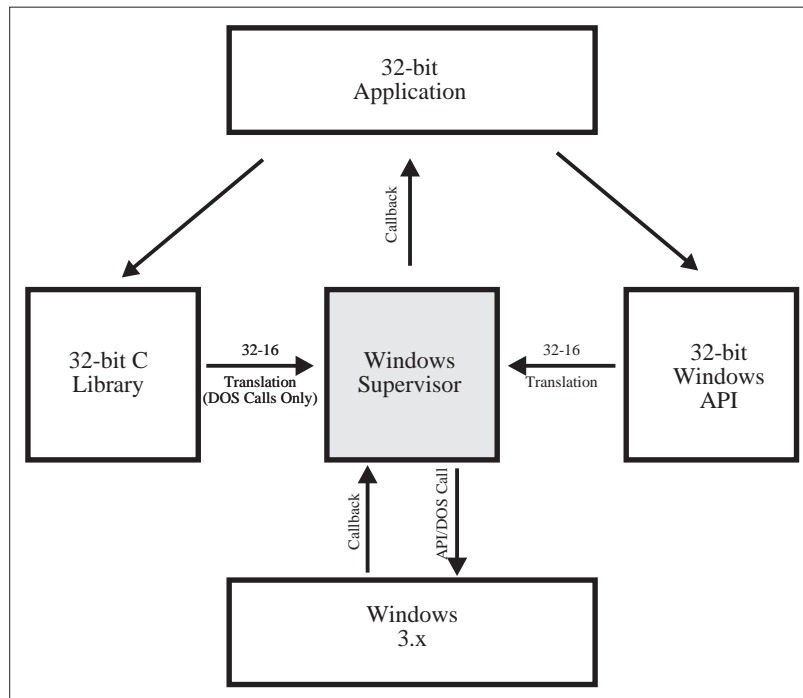 32-bit
Application
Callback
32-bit C
Library
32-16
Translation
(DOS Calls Only)
Windows
Supervisor
32-16
Translation
32-bit
Windows
API
Callback
API/DOS Call
Windows
3.x